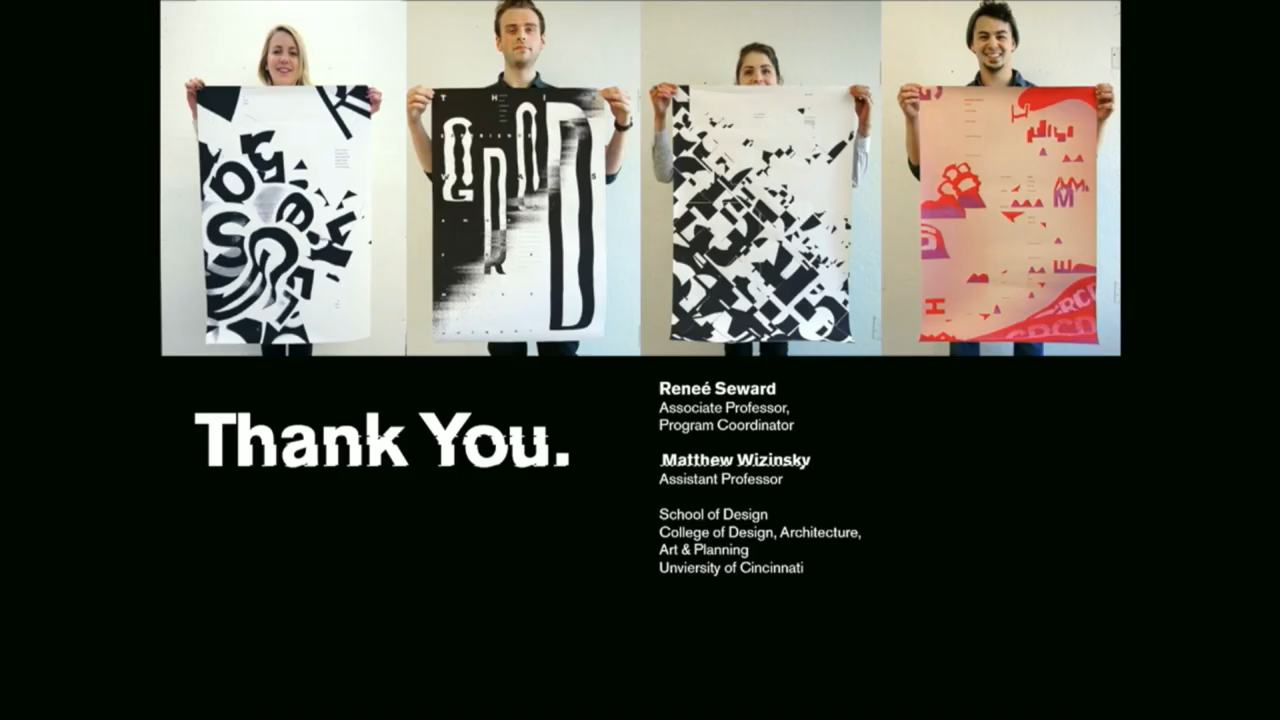 Thank You.
Reneé Seward
Associate Professor,
Program Coordinator
Matthew Wizinsky
Assistant Professor
School of Design
College of Design, Architecture,
Art & Planning
Unviersity of Cincinnati